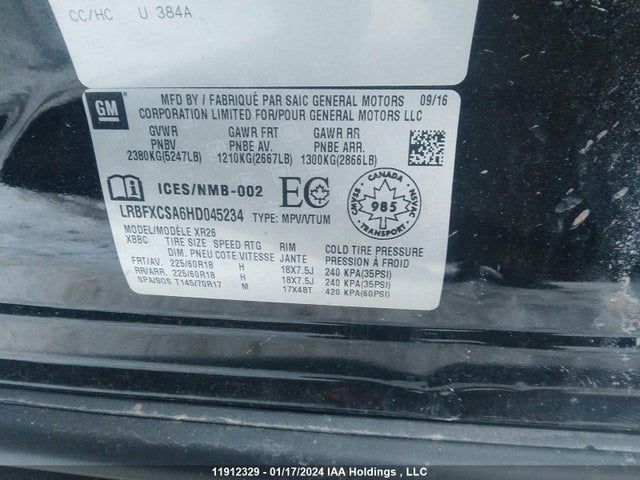 CC/HC U 384A
GM
MFD BY / FABRIQUÉ PAR SAIC GENERAL MOTORS 09/16
CORPORATION LIMITED FOR/POUR GENERAL MOTORS LLC
GVWR GAWR FRT GAWR RR
PNBV PNBE AV. PNBE ARR.
2380KG(5247LB) 1210KG(2667LB) 1300KG(2866LB)
ICES/NMB-002 EC
LRBFXCSA6HD045234 TYPE: MPV/VTUM
CANADA
CMVSS 985 NSVAC
TRANSPORT
MODEL/MODÈLE XR26
XBBC TIRE SIZE SPEED RTG RIM COLD TIRE PRESSURE
DIM. PNEU COTE VITESSE JANTE PRESSION À FROID
FRT/AV. 225/60R18 H 18X7.5J 240 KPA(35PSI)
RR/ARR. 225/60R18 H 18X7.5J 240 KPA(35PSI)
SPA/SOS T145/70R17 M 17X4BT 420 KPA(60PSI)
11912329 - 01/17/2024 IAA Holdings , LLC